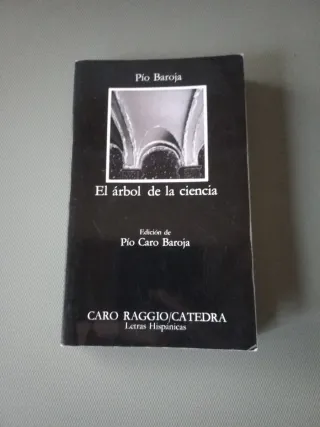 Pío Baroja
El árbol de la ciencia
Edición de
Pío Caro Baroja
CARO RAGGIO/CATEDRA
Letras Hispánicas